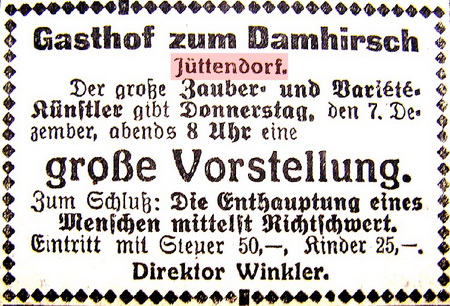 Gasthof zum Damhirsch
Jüttendorf.
Der große Zauber- und Variété-
Künstler gibt Donnerstag, den 7. De-
zember, abends 8 Uhr eine
große Vorstellung.
Zum Schluß: Die Enthauptung eines
Menschen mittelst Richtschwert.
Eintritt mit Steuer 50,—, Kinder 25,—.
Direktor Winkler.